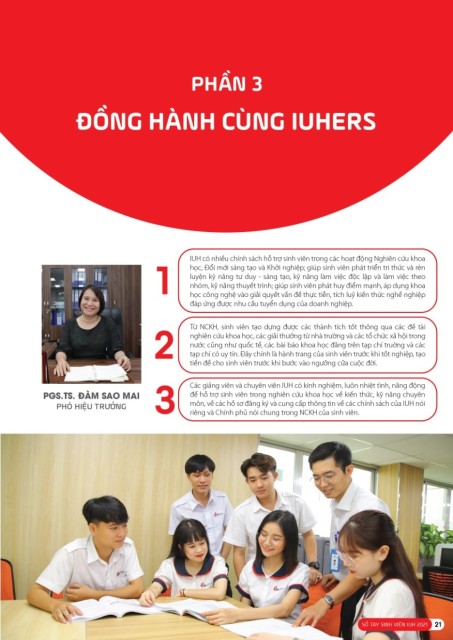 PHẦN 3
ĐỒNG HÀNH CÙNG IUHERS
1
IUH có nhiều chính sách hỗ trợ sinh viên trong các hoạt động Nghiên cứu khoa
học, Đổi mới sáng tạo và Khởi nghiệp; giúp sinh viên phát triển tri thức và rèn
luyện kỹ năng tư duy - sáng tạo, kỹ năng làm việc độc lập và làm việc theo
nhóm, kỹ năng thuyết trình; giúp sinh viên phát huy điểm mạnh, áp dụng khoa
học công nghệ vào giải quyết vấn đề thực tiễn, tích luỹ kiến thức nghề nghiệp
đáp ứng được nhu cầu tuyển dụng của doanh nghiệp.
2
Từ NCKH, sinh viên tạo dựng được các thành tích tốt thông qua các đề tài
nghiên cứu khoa học, các giải thưởng từ nhà trường và các tổ chức xã hội trong
nước cũng như quốc tế, các bài báo khoa học đăng trên tạp chí trường và các
tạp chí có uy tín. Đây chính là hành trang của sinh viên trước khi tốt nghiệp, tạo
tiền đề cho sinh viên trước khi bước vào ngưỡng cửa cuộc đời.
PGS.TS. ĐÀM SAO MAI
PHÓ HIỆU TRƯỞNG
3
Các giảng viên và chuyên viên IUH có kinh nghiệm, luôn nhiệt tình, năng động
để hỗ trợ sinh viên trong nghiên cứu khoa học về kiến thức, kỹ năng chuyên
môn, về các hồ sơ đăng ký và cung cấp thông tin về các chính sách của IUH nói
riêng và Chính phủ nói chung trong NCKH của sinh viên.
SỔ TAY SINH VIÊN IUH 2021
21